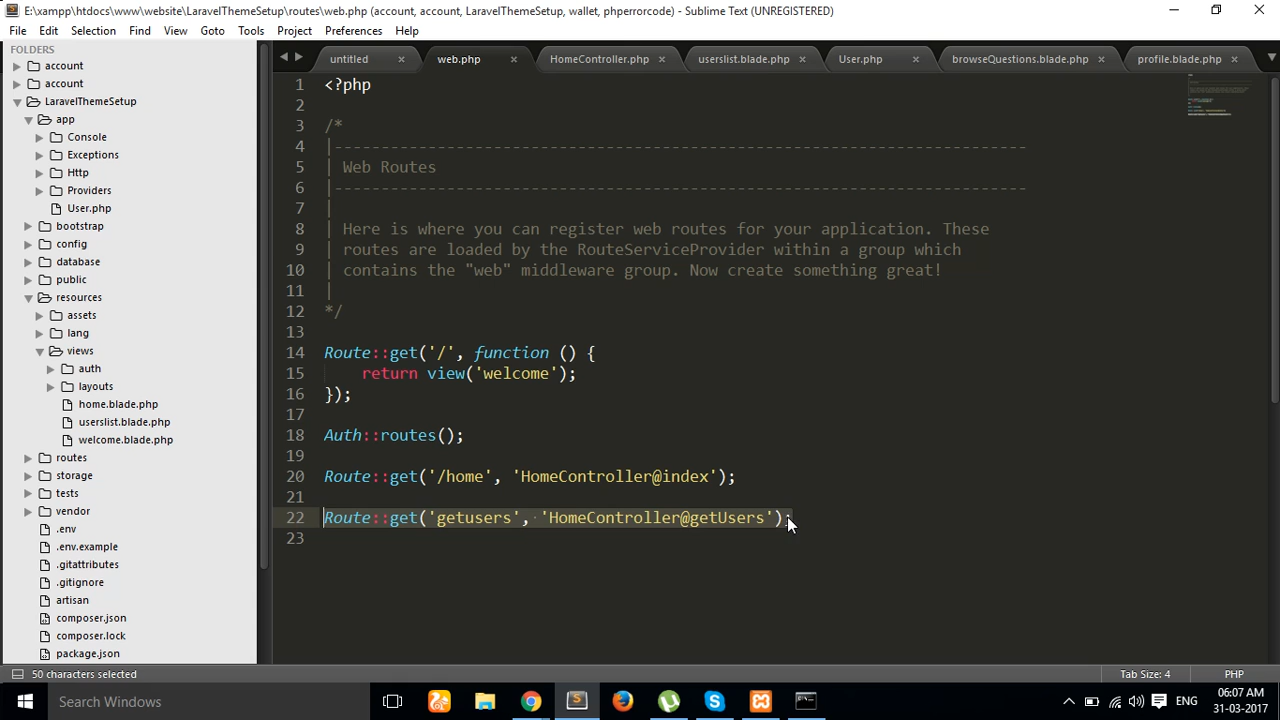 E:\xampp\htdocs\www\website\LaravelThemeSetup\routes\web.php (account, account, LaravelThemeSetup, wallet, phperrorcode) - Sublime Text (UNREGISTERED)
File Edit Selection Find View Goto Tools Project Preferences Help
FOLDERS
account
account
LaravelThemeSetup
app
Console
Exceptions
Http
Providers
User.php
bootstrap
config
database
public
resources
assets
lang
views
auth
layouts
home.blade.php
userslist.blade.php
welcome.blade.php
routes
storage
tests
vendor
.env
.env.example
.gitattributes
.gitignore
artisan
composer.json
composer.lock
package.json
untitled web.php HomeController.php userslist.blade.php User.php browseQuestions.blade.php profile.blade.php
1 <?php
2
3 /*
4 |--------------------------------------------------------------------------
5 | Web Routes
6 |--------------------------------------------------------------------------
7 |
8 | Here is where you can register web routes for your application. These
9 | routes are loaded by the RouteServiceProvider within a group which
10 | contains the "web" middleware group. Now create something great!
11 |
12 */
13
14 Route::get('/', function () {
15     return view('welcome');
16 });
17
18 Auth::routes();
19
20 Route::get('/home', 'HomeController@index');
21
22 Route::get('getusers', 'HomeController@getUsers');
23
50 characters selected Tab Size: 4 PHP
Search Windows ENG 06:07 AM
31-03-2017